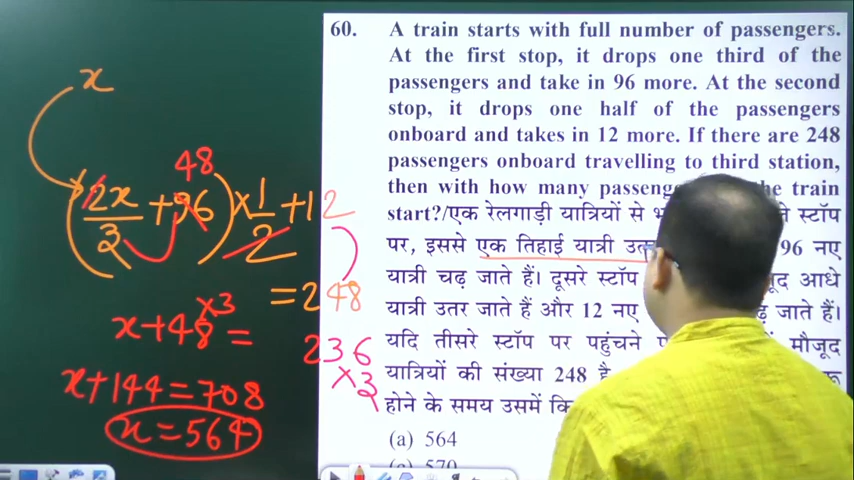 x
48
(2x/3 + 96) × 1/2 + 12
= 248
x + 48 =
×3
236
×3
x + 144 = 708
x = 564
60. A train starts with full number of passengers.
At the first stop, it drops one third of the
passengers and take in 96 more. At the second
stop, it drops one half of the passengers
onboard and takes in 12 more. If there are 248
passengers onboard travelling to third station,
then with how many the train
start?/एक रेलगाड़ी यात्रियों से स्टॉप
पर, इससे एक तिहाई यात्री 96 नए
यात्री चढ़ जाते हैं। दूसरे स्टॉप आधे
यात्री उतर जाते हैं और 12 नए जाते हैं।
यदि तीसरे स्टॉप पर पहुंचने मौजूद
यात्रियों की संख्या 248
होने के समय उसमें
(a) 564
570